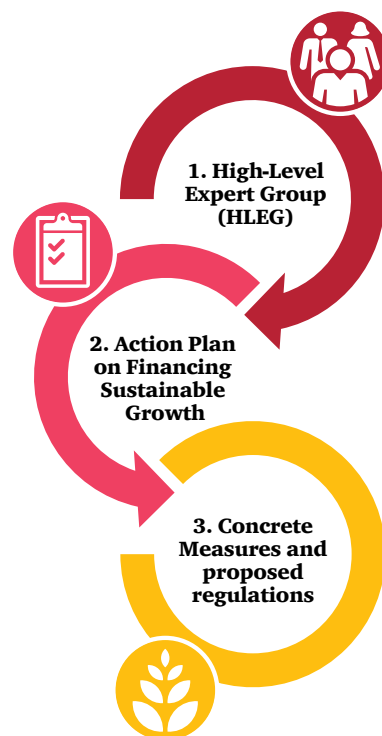 1. High-Level
Expert Group
(HLEG)
2. Action Plan
on Financing
Sustainable
Growth
3. Concrete
Measures and
proposed
regulations